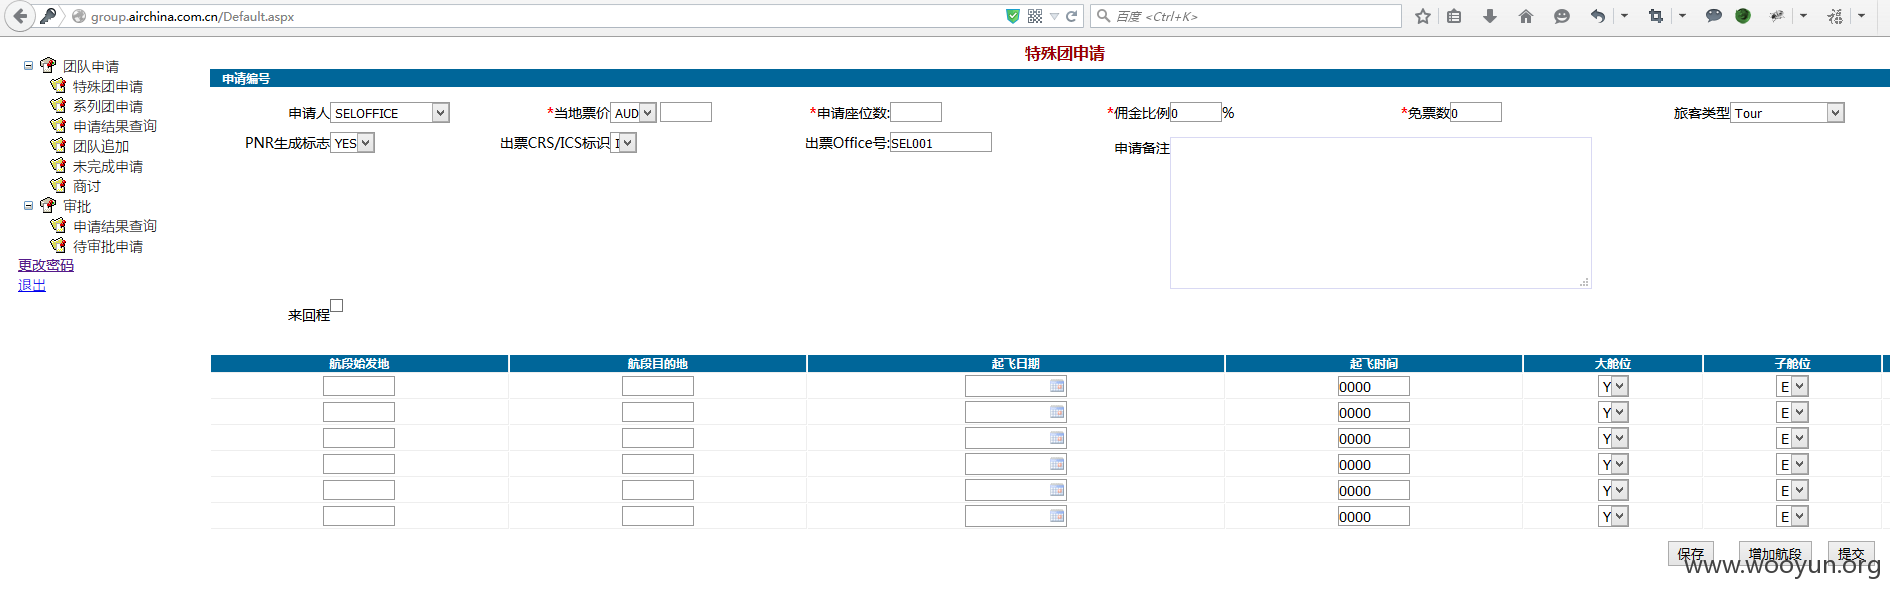 group.airchina.com.cn/Default.aspx
百度 <Ctrl+K>
特殊团申请
团队申请
特殊团申请
系列团申请
申请结果查询
团队追加
未完成申请
商讨
审批
申请结果查询
待审批申请
更改密码
退出
申请编号
申请人 SELOFFICE *当地票价 AUD *申请座位数: *佣金比例 0 % *免票数 0 旅客类型 Tour
PNR生成标志 YES 出票CRS/ICS标识 I 出票Office号: SEL001 申请备注
来回程
航段始发地 航段目的地 起飞日期 起飞时间 大舱位 子舱位
0000 Y E
0000 Y E
0000 Y E
0000 Y E
0000 Y E
0000 Y E
保存 增加航段 提交
www.wooyun.org